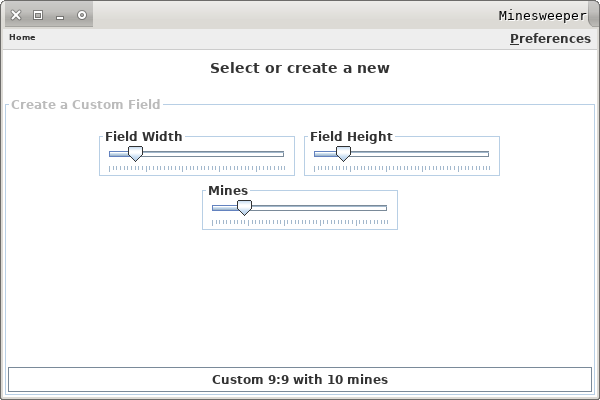 Minesweeper
Home
Preferences
Select or create a new
Create a Custom Field
Field Width
Field Height
Mines
Custom 9:9 with 10 mines